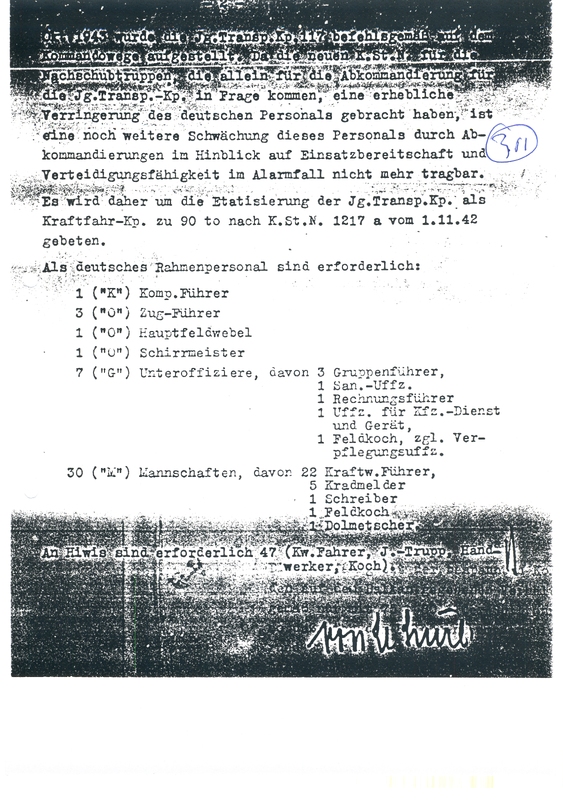 Okt.1943 wurde die Jg.Transp.Kp 117 befehlsgemäß auf dem
Kommandowege aufgestellt. Da die neuen K.St.N. für die
Nachschubtruppen, die allein für die Abkommandierung für
die Jg.Transp.-Kp. in Frage kommen, eine erhebliche
Verringerung des deutschen Personals gebracht haben, ist
eine noch weitere Schwächung dieses Personals durch Ab-
kommandierungen im Hinblick auf Einsatzbereitschaft und
Verteidigungsfähigkeit im Alarmfall nicht mehr tragbar.
Es wird daher um die Etatisierung der Jg.Transp.Kp. als
Kraftfahr-Kp. zu 90 to nach K.St.N. 1217 a vom 1.11.42
gebeten.
Als deutsches Rahmenpersonal sind erforderlich:
1 ("K") Komp.Führer
3 ("O") Zug-Führer
1 ("O") Hauptfeldwebel
1 ("O") Schirrmeister
7 ("G") Unteroffiziere, davon 3 Gruppenführer,
1 San.-Uffz.
1 Rechnungsführer
1 Uffz. für Kfz.-Dienst
und Gerät,
1 Feldkoch, zgl. Ver-
pflegungsuffz.
30 ("M") Mannschaften, davon 22 Kraftw.Führer,
5 Kradmelder
1 Schreiber
1 Feldkoch
1 Dolmetscher.
An Hiwis sind erforderlich 47 (Kw.Fahrer, J.-Trupp, Hand-
werker, Koch).